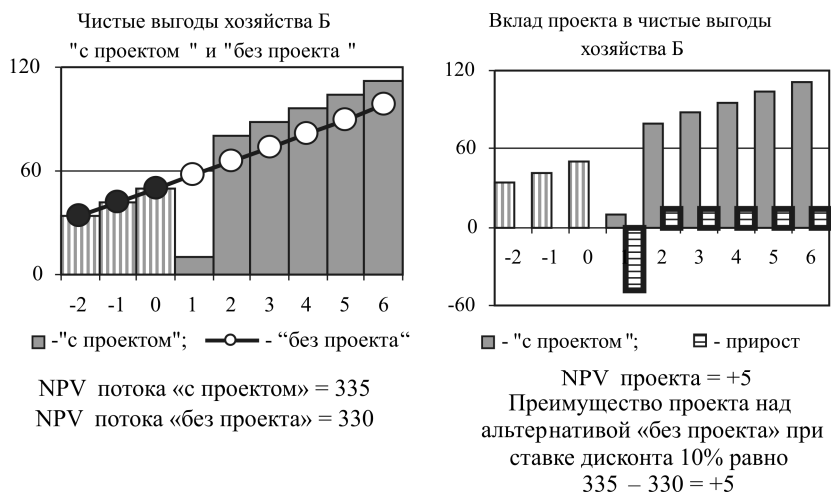 Чистые выгоды хозяйства Б
"с проектом " и "без проекта "
120
60
0
-2 -1 0 1 2 3 4 5 6
-"с проектом"; - “без проекта“
NPV потока «с проектом» = 335
NPV потока «без проекта» = 330
Вклад проекта в чистые выгоды
хозяйства Б
120
60
0
-60
-2 -1 0 1 2 3 4 5 6
- "с проектом"; - прирост
NPV проекта = +5
Преимущество проекта над
альтернативой «без проекта» при
ставке дисконта 10% равно
335 – 330 = +5